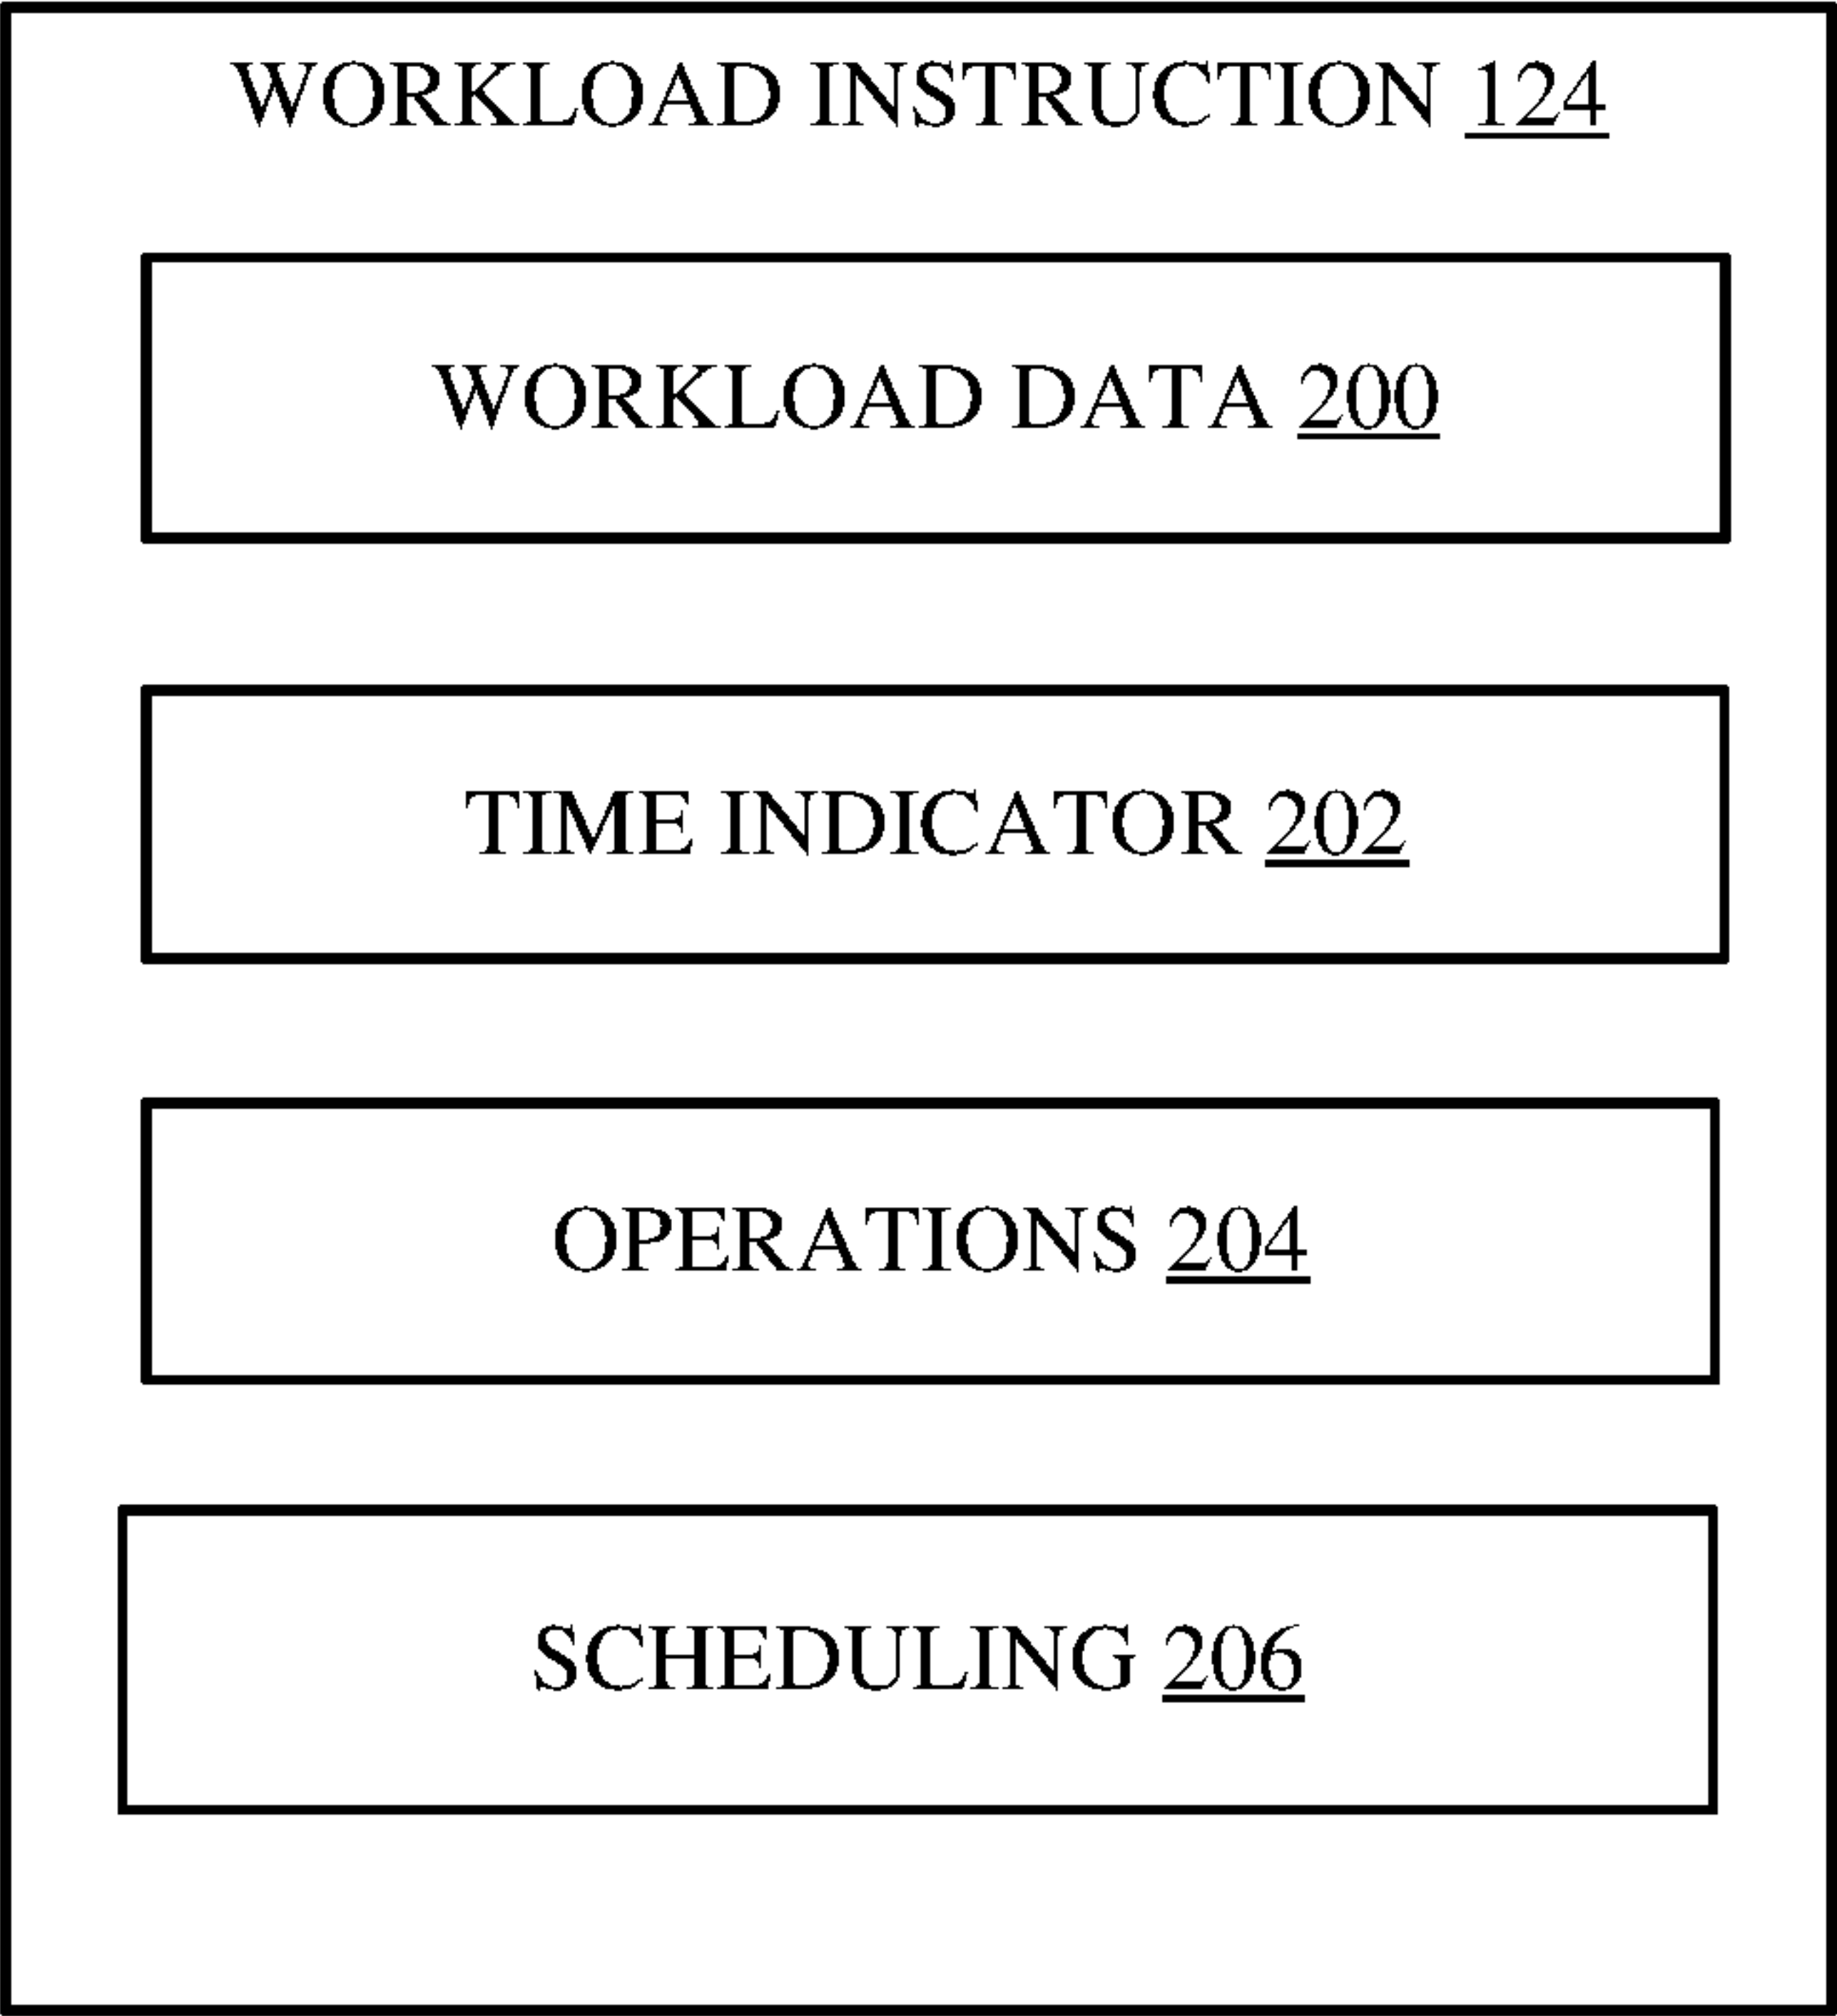 WORKLOAD INSTRUCTION 124
WORKLOAD DATA 200
TIME INDICATOR 202
OPERATIONS 204
SCHEDULING 206